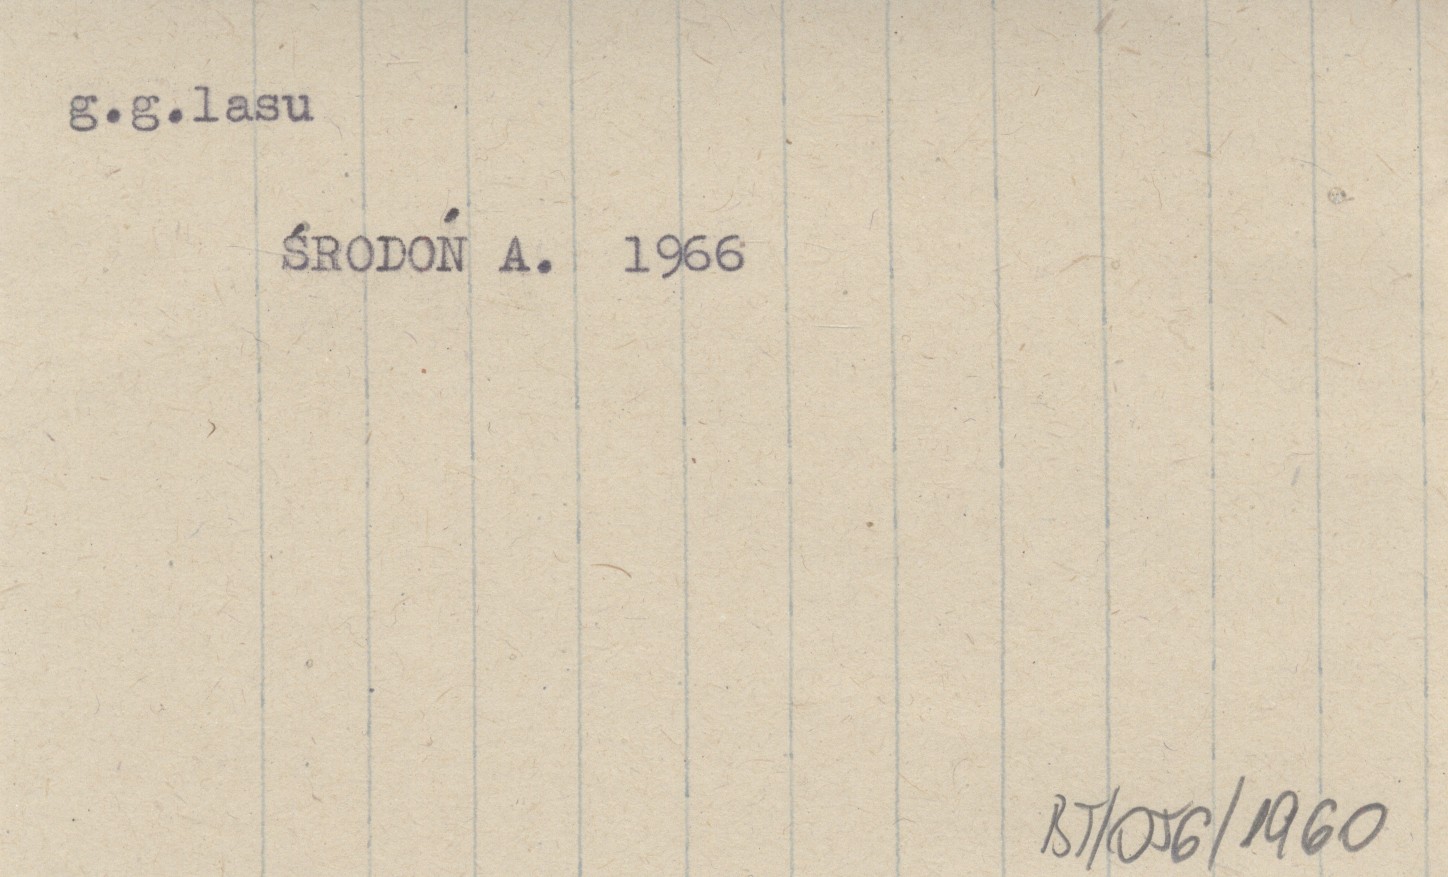 g.g.lasu
ŚRODOŃ A. 1966
BT/056/1960